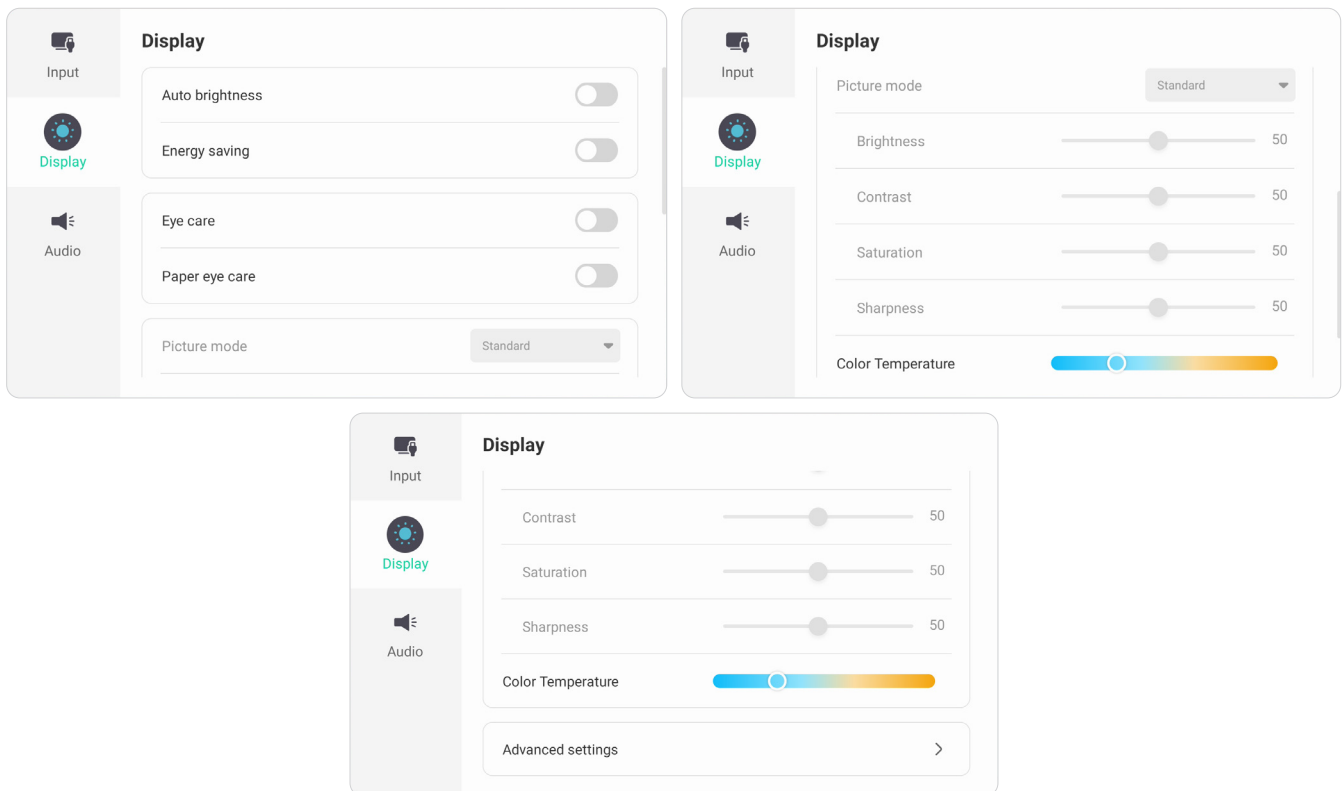 Display
Input
Auto brightness
Energy saving
Display
Eye care
Audio
Paper eye care
Picture mode Standard
Display
Input
Picture mode Standard
Brightness 50
Display
Contrast 50
Audio
Saturation 50
Sharpness 50
Color Temperature
Display
Input
Contrast 50
Display
Saturation 50
Sharpness 50
Audio
Color Temperature
Advanced settings